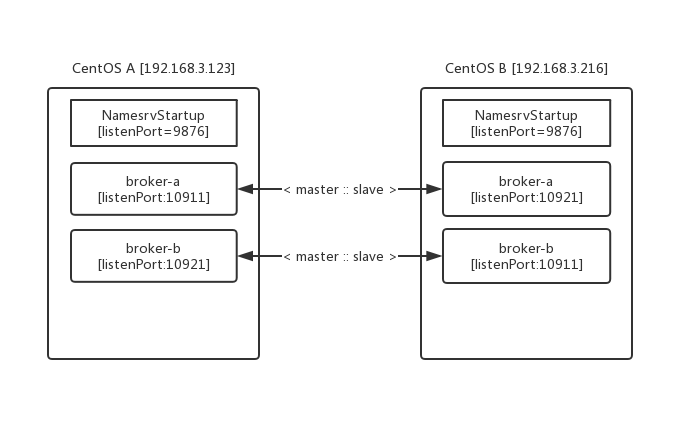 CentOS A [192.168.3.123]
CentOS B [192.168.3.216]
NamesrvStartup
[listenPort=9876]
NamesrvStartup
[listenPort=9876]
broker-a
[listenPort:10911]
< master :: slave >
broker-a
[listenPort:10921]
broker-b
[listenPort:10921]
< master :: slave >
broker-b
[listenPort:10911]